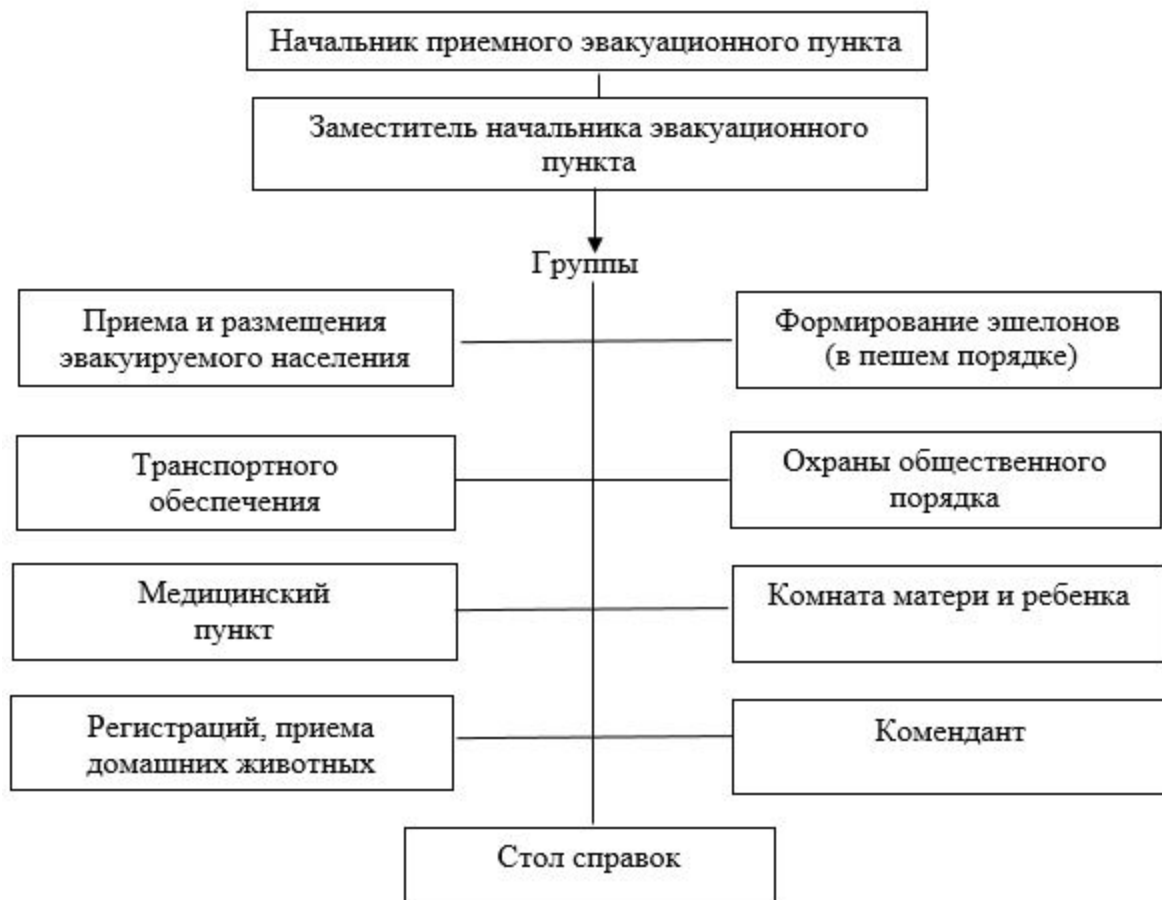 Начальник приемного эвакуационного пункта
Заместитель начальника эвакуационного
пункта
Группы
Приема и размещения
эвакуируемого населения
Формирование эшелонов
(в пешем порядке)
Транспортного
обеспечения
Охраны общественного
порядка
Медицинский
пункт
Комната матери и ребенка
Регистраций, приема
домашних животных
Комендант
Стол справок